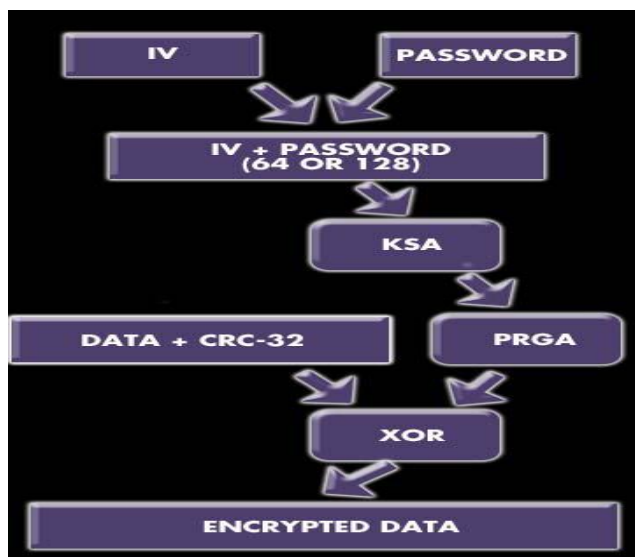 IV
PASSWORD
IV + PASSWORD
(64 OR 128)
KSA
DATA + CRC-32
PRGA
XOR
ENCRYPTED DATA